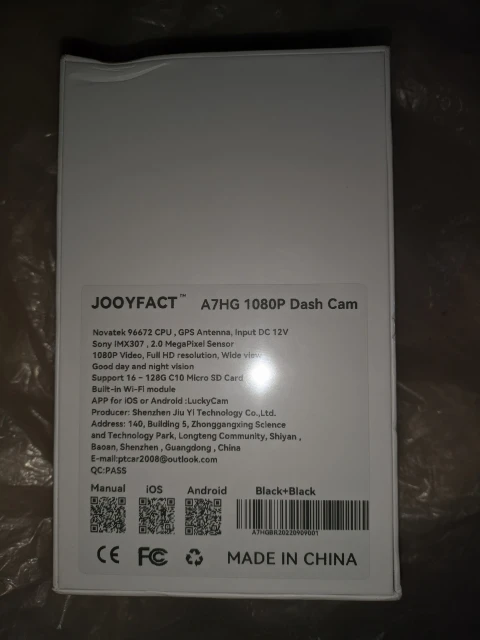 JOOYFACT™ A7HG 1080P Dash Cam
Novatek 96672 CPU , GPS Antenna, Input DC 12V
Sony IMX307 , 2.0 MegaPixel Sensor
1080P Video, Full HD resolution, Wide view
Good day and night vision
Support 16 - 128G C10 Micro SD Card
Built-in Wi-Fi module
APP for iOS or Android :LuckyCam
Producer: Shenzhen Jiu Yi Technology Co.,Ltd.
Address: 140, Building 5, Zhonggangxing Science
and Technology Park, Longteng Community, Shiyan ,
Baoan, Shenzhen , Guangdong , China
E-mail:ptcar2008@outlook.com
QC:PASS
Manual iOS Android Black+Black
A7HGBR20220909001
CE FC MADE IN CHINA